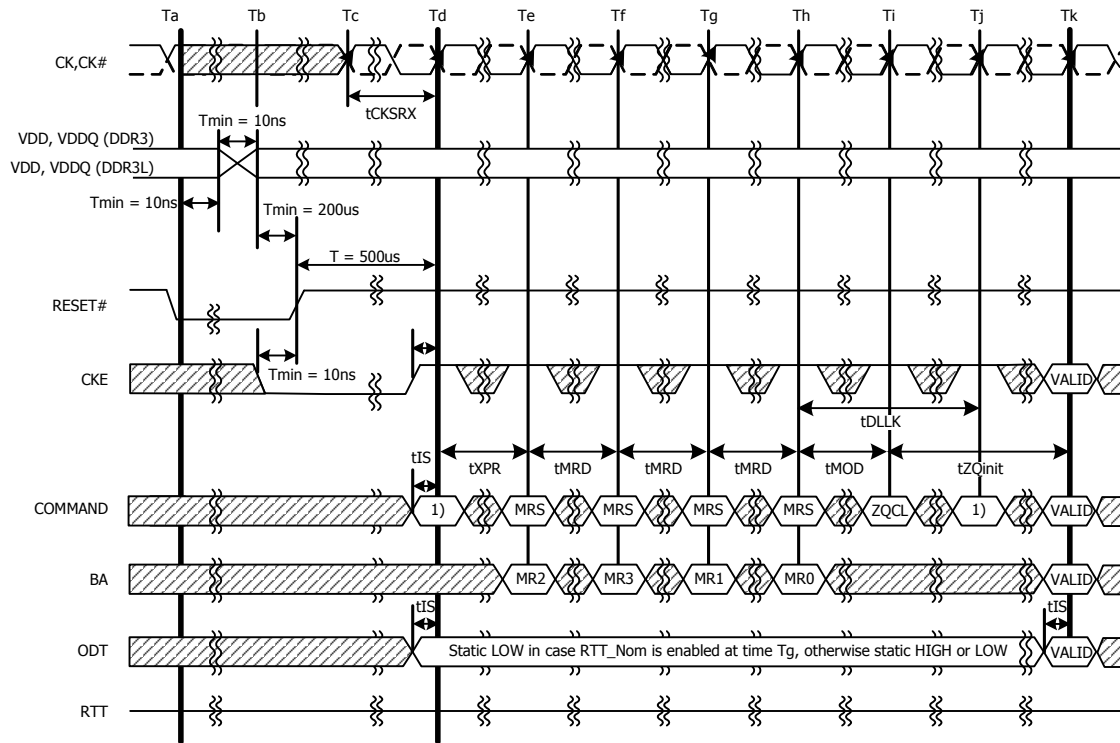 Ta Tb Tc Td Te Tf Tg Th Ti Tj Tk
CK,CK#
tCKSRX
Tmin = 10ns
VDD, VDDQ (DDR3)
VDD, VDDQ (DDR3L)
Tmin = 10ns
Tmin = 200us
T = 500us
RESET#
Tmin = 10ns
CKE
VALID
tDLLK
tIS
tXPR tMRD tMRD tMRD tMOD tZQinit
COMMAND 1) MRS MRS MRS MRS ZQCL 1) VALID
BA MR2 MR3 MR1 MR0 VALID
tIS tIS
ODT Static LOW in case RTT_Nom is enabled at time Tg, otherwise static HIGH or LOW VALID
RTT